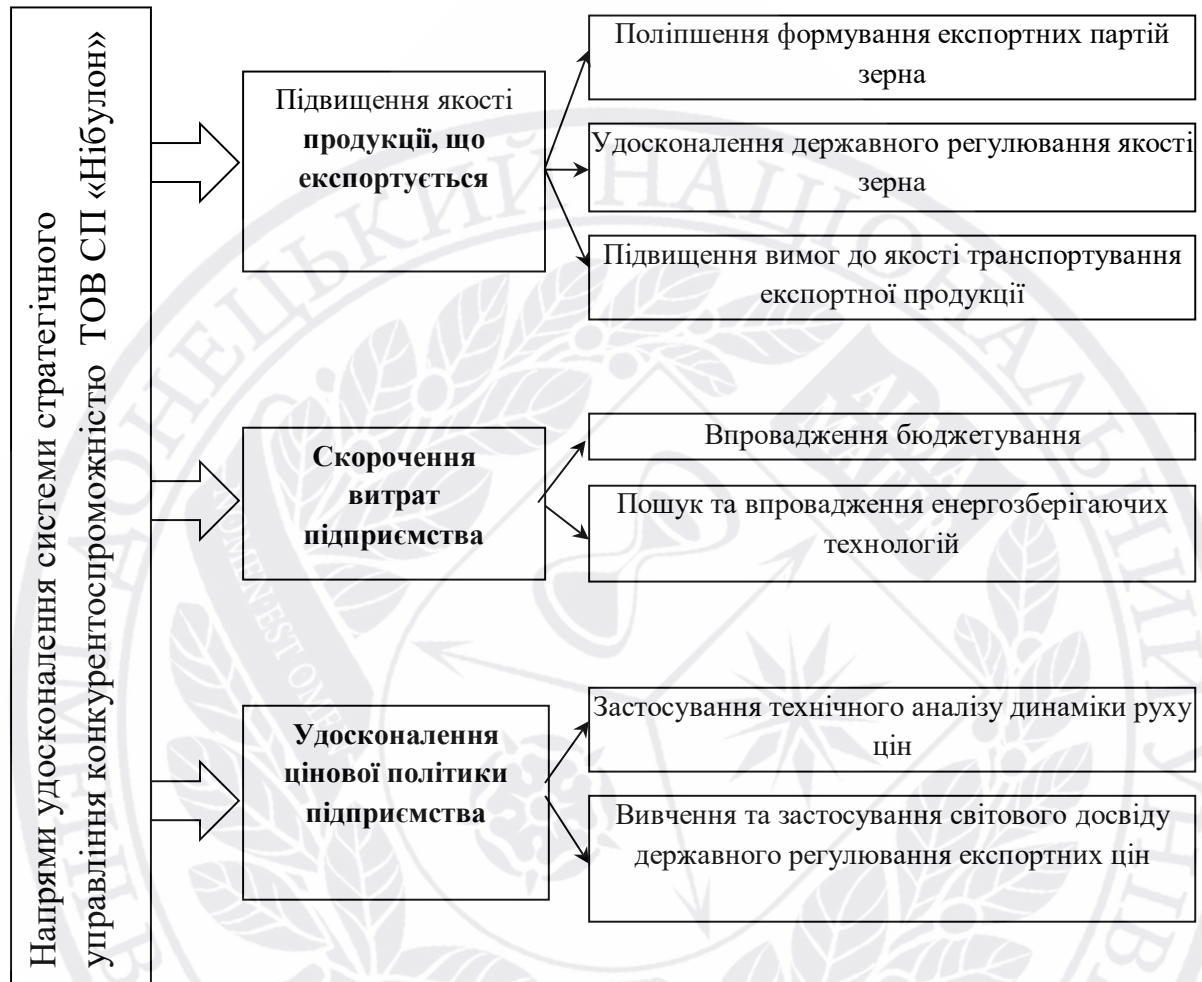 Напрями удосконалення системи стратегічного
управління конкурентоспроможністю ТОВ СП «Нібулон»
Підвищення якості
продукції, що
експортується
Поліпшення формування експортних партій
зерна
Удосконалення державного регулювання якості
зерна
Підвищення вимог до якості транспортування
експортної продукції
Скорочення
витрат
підприємства
Впровадження бюджетування
Пошук та впровадження енергозберігаючих
технологій
Удосконалення
цінової політики
підприємства
Застосування технічного аналізу динаміки руху
цін
Вивчення та застосування світового досвіду
державного регулювання експортних цін
ДОНЕЦЬКИЙ НАЦІОНАЛЬНИЙ